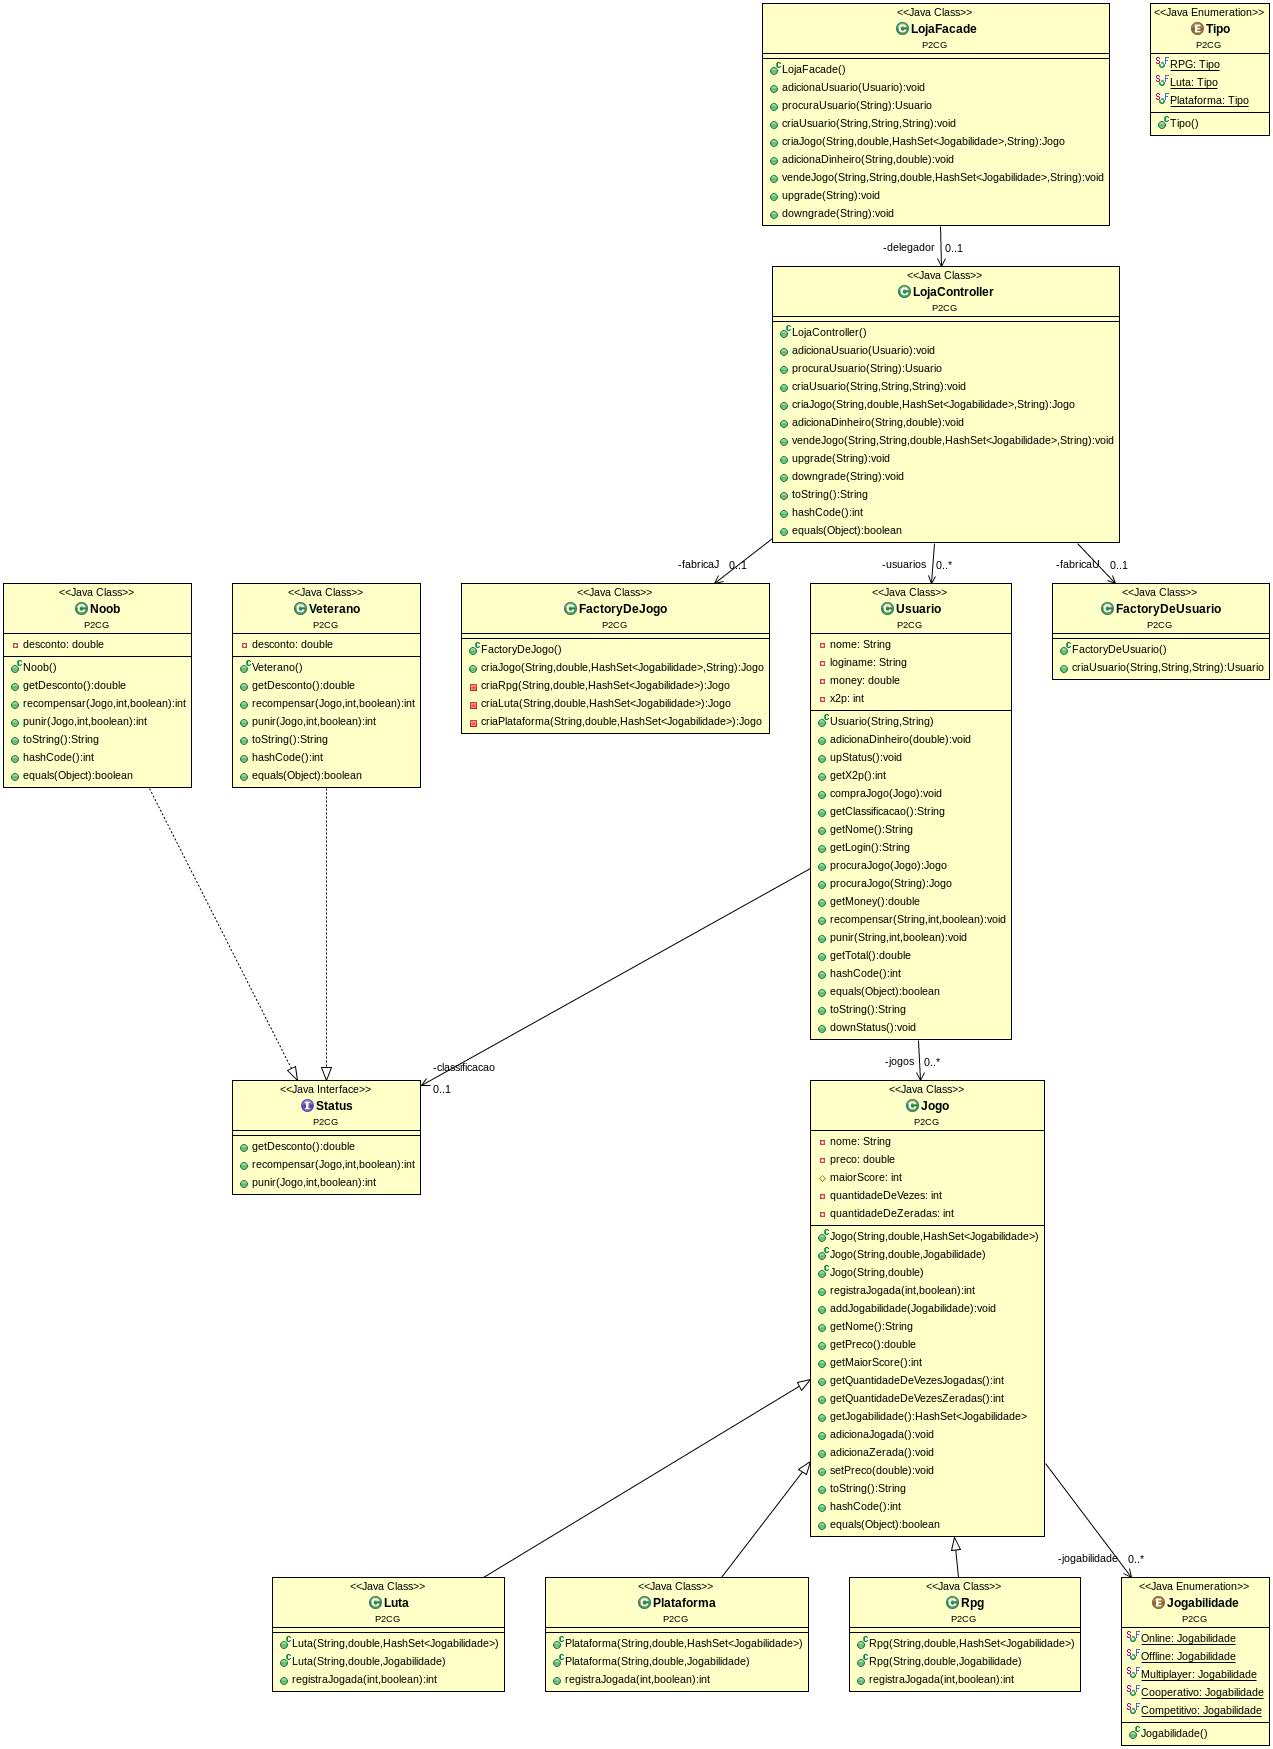 <<Java Class>>
LojaFacade
P2CG
LojaFacade()
adicionaUsuario(Usuario):void
procuraUsuario(String):Usuario
criaUsuario(String,String,String):void
criaJogo(String,double,HashSet<Jogabilidade>,String):Jogo
adicionaDinheiro(String,double):void
vendeJogo(String,String,double,HashSet<Jogabilidade>,String):void
upgrade(String):void
downgrade(String):void
<<Java Enumeration>>
Tipo
P2CG
RPG: Tipo
Luta: Tipo
Plataforma: Tipo
Tipo()
-delegador 0..1
<<Java Class>>
LojaController
P2CG
LojaController()
adicionaUsuario(Usuario):void
procuraUsuario(String):Usuario
criaUsuario(String,String,String):void
criaJogo(String,double,HashSet<Jogabilidade>,String):Jogo
adicionaDinheiro(String,double):void
vendeJogo(String,String,double,HashSet<Jogabilidade>,String):void
upgrade(String):void
downgrade(String):void
toString():String
hashCode():int
equals(Object):boolean
-fabricaJ 0..1
-usuarios 0..*
-fabricaU 0..1
<<Java Class>>
Noob
P2CG
desconto: double
Noob()
getDesconto():double
recompensar(Jogo,int,boolean):int
punir(Jogo,int,boolean):int
toString():String
hashCode():int
equals(Object):boolean
<<Java Class>>
Veterano
P2CG
desconto: double
Veterano()
getDesconto():double
recompensar(Jogo,int,boolean):int
punir(Jogo,int,boolean):int
toString():String
hashCode():int
equals(Object):boolean
<<Java Class>>
FactoryDeJogo
P2CG
FactoryDeJogo()
criaJogo(String,double,HashSet<Jogabilidade>,String):Jogo
criaRpg(String,double,HashSet<Jogabilidade>):Jogo
criaLuta(String,double,HashSet<Jogabilidade>):Jogo
criaPlataforma(String,double,HashSet<Jogabilidade>):Jogo
<<Java Class>>
Usuario
P2CG
nome: String
loginame: String
money: double
x2p: int
Usuario(String,String)
adicionaDinheiro(double):void
upStatus():void
getX2p():int
compraJogo(Jogo):void
getClassificacao():String
getNome():String
getLogin():String
procuraJogo(Jogo):Jogo
procuraJogo(String):Jogo
getMoney():double
recompensar(String,int,boolean):void
punir(String,int,boolean):void
getTotal():double
hashCode():int
equals(Object):boolean
toString():String
downStatus():void
<<Java Class>>
FactoryDeUsuario
P2CG
FactoryDeUsuario()
criaUsuario(String,String,String):Usuario
-classificacao
0..1
-jogos 0..*
<<Java Interface>>
Status
P2CG
getDesconto():double
recompensar(Jogo,int,boolean):int
punir(Jogo,int,boolean):int
<<Java Class>>
Jogo
P2CG
nome: String
preco: double
maiorScore: int
quantidadeDeVezes: int
quantidadeDeZeradas: int
Jogo(String,double,HashSet<Jogabilidade>)
Jogo(String,double,Jogabilidade)
Jogo(String,double)
registraJogada(int,boolean):int
addJogabilidade(Jogabilidade):void
getNome():String
getPreco():double
getMaiorScore():int
getQuantidadeDeVezesJogadas():int
getQuantidadeDeVezesZeradas():int
getJogabilidade():HashSet<Jogabilidade>
adicionaJogada():void
adicionaZerada():void
setPreco(double):void
toString():String
hashCode():int
equals(Object):boolean
-jogabilidade 0..*
<<Java Class>>
Luta
P2CG
Luta(String,double,HashSet<Jogabilidade>)
Luta(String,double,Jogabilidade)
registraJogada(int,boolean):int
<<Java Class>>
Plataforma
P2CG
Plataforma(String,double,HashSet<Jogabilidade>)
Plataforma(String,double,Jogabilidade)
registraJogada(int,boolean):int
<<Java Class>>
Rpg
P2CG
Rpg(String,double,HashSet<Jogabilidade>)
Rpg(String,double,Jogabilidade)
registraJogada(int,boolean):int
<<Java Enumeration>>
Jogabilidade
P2CG
Online: Jogabilidade
Offline: Jogabilidade
Multiplayer: Jogabilidade
Cooperativo: Jogabilidade
Competitivo: Jogabilidade
Jogabilidade()